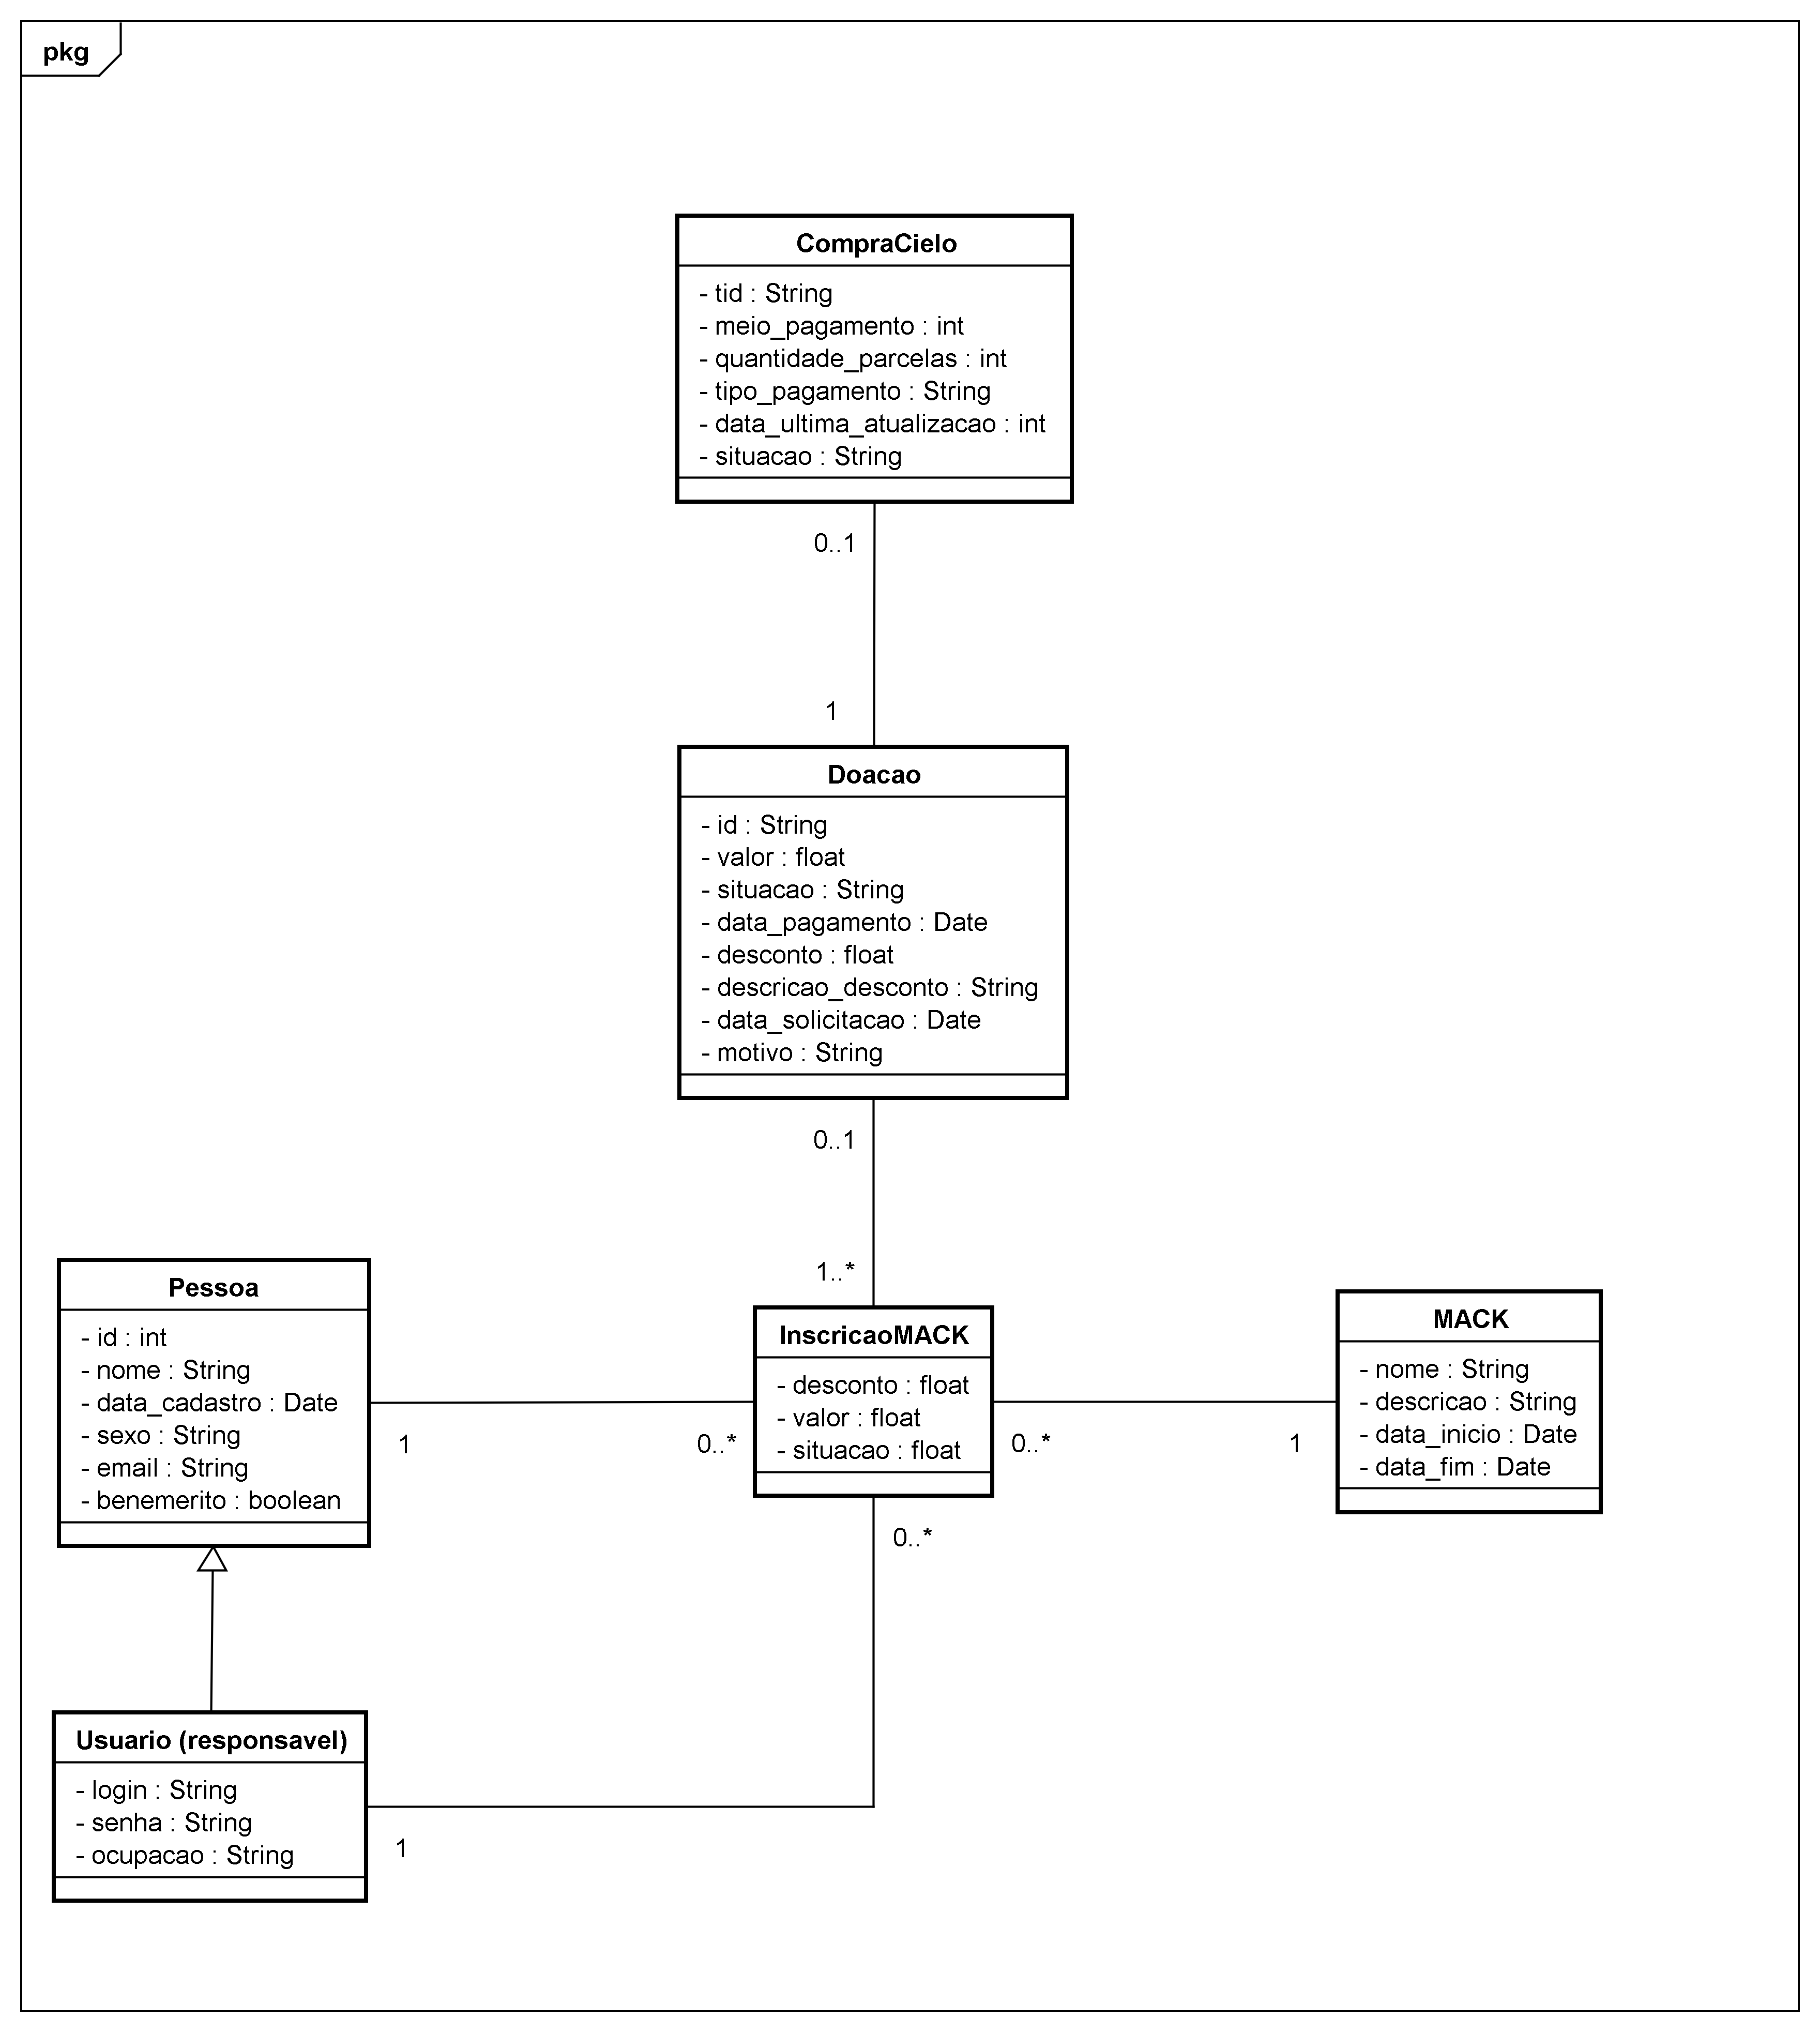 pkg
CompraCielo
- tid : String
- meio_pagamento : int
- quantidade_parcelas : int
- tipo_pagamento : String
- data_ultima_atualizacao : int
- situacao : String
0..1
1
Doacao
- id : String
- valor : float
- situacao : String
- data_pagamento : Date
- desconto : float
- descricao_desconto : String
- data_solicitacao : Date
- motivo : String
0..1
1..*
Pessoa
- id : int
- nome : String
- data_cadastro : Date
- sexo : String
- email : String
- benemerito : boolean
1
0..*
InscricaoMACK
- desconto : float
- valor : float
- situacao : float
0..*
1
MACK
- nome : String
- descricao : String
- data_inicio : Date
- data_fim : Date
0..*
Usuario (responsavel)
- login : String
- senha : String
- ocupacao : String
1